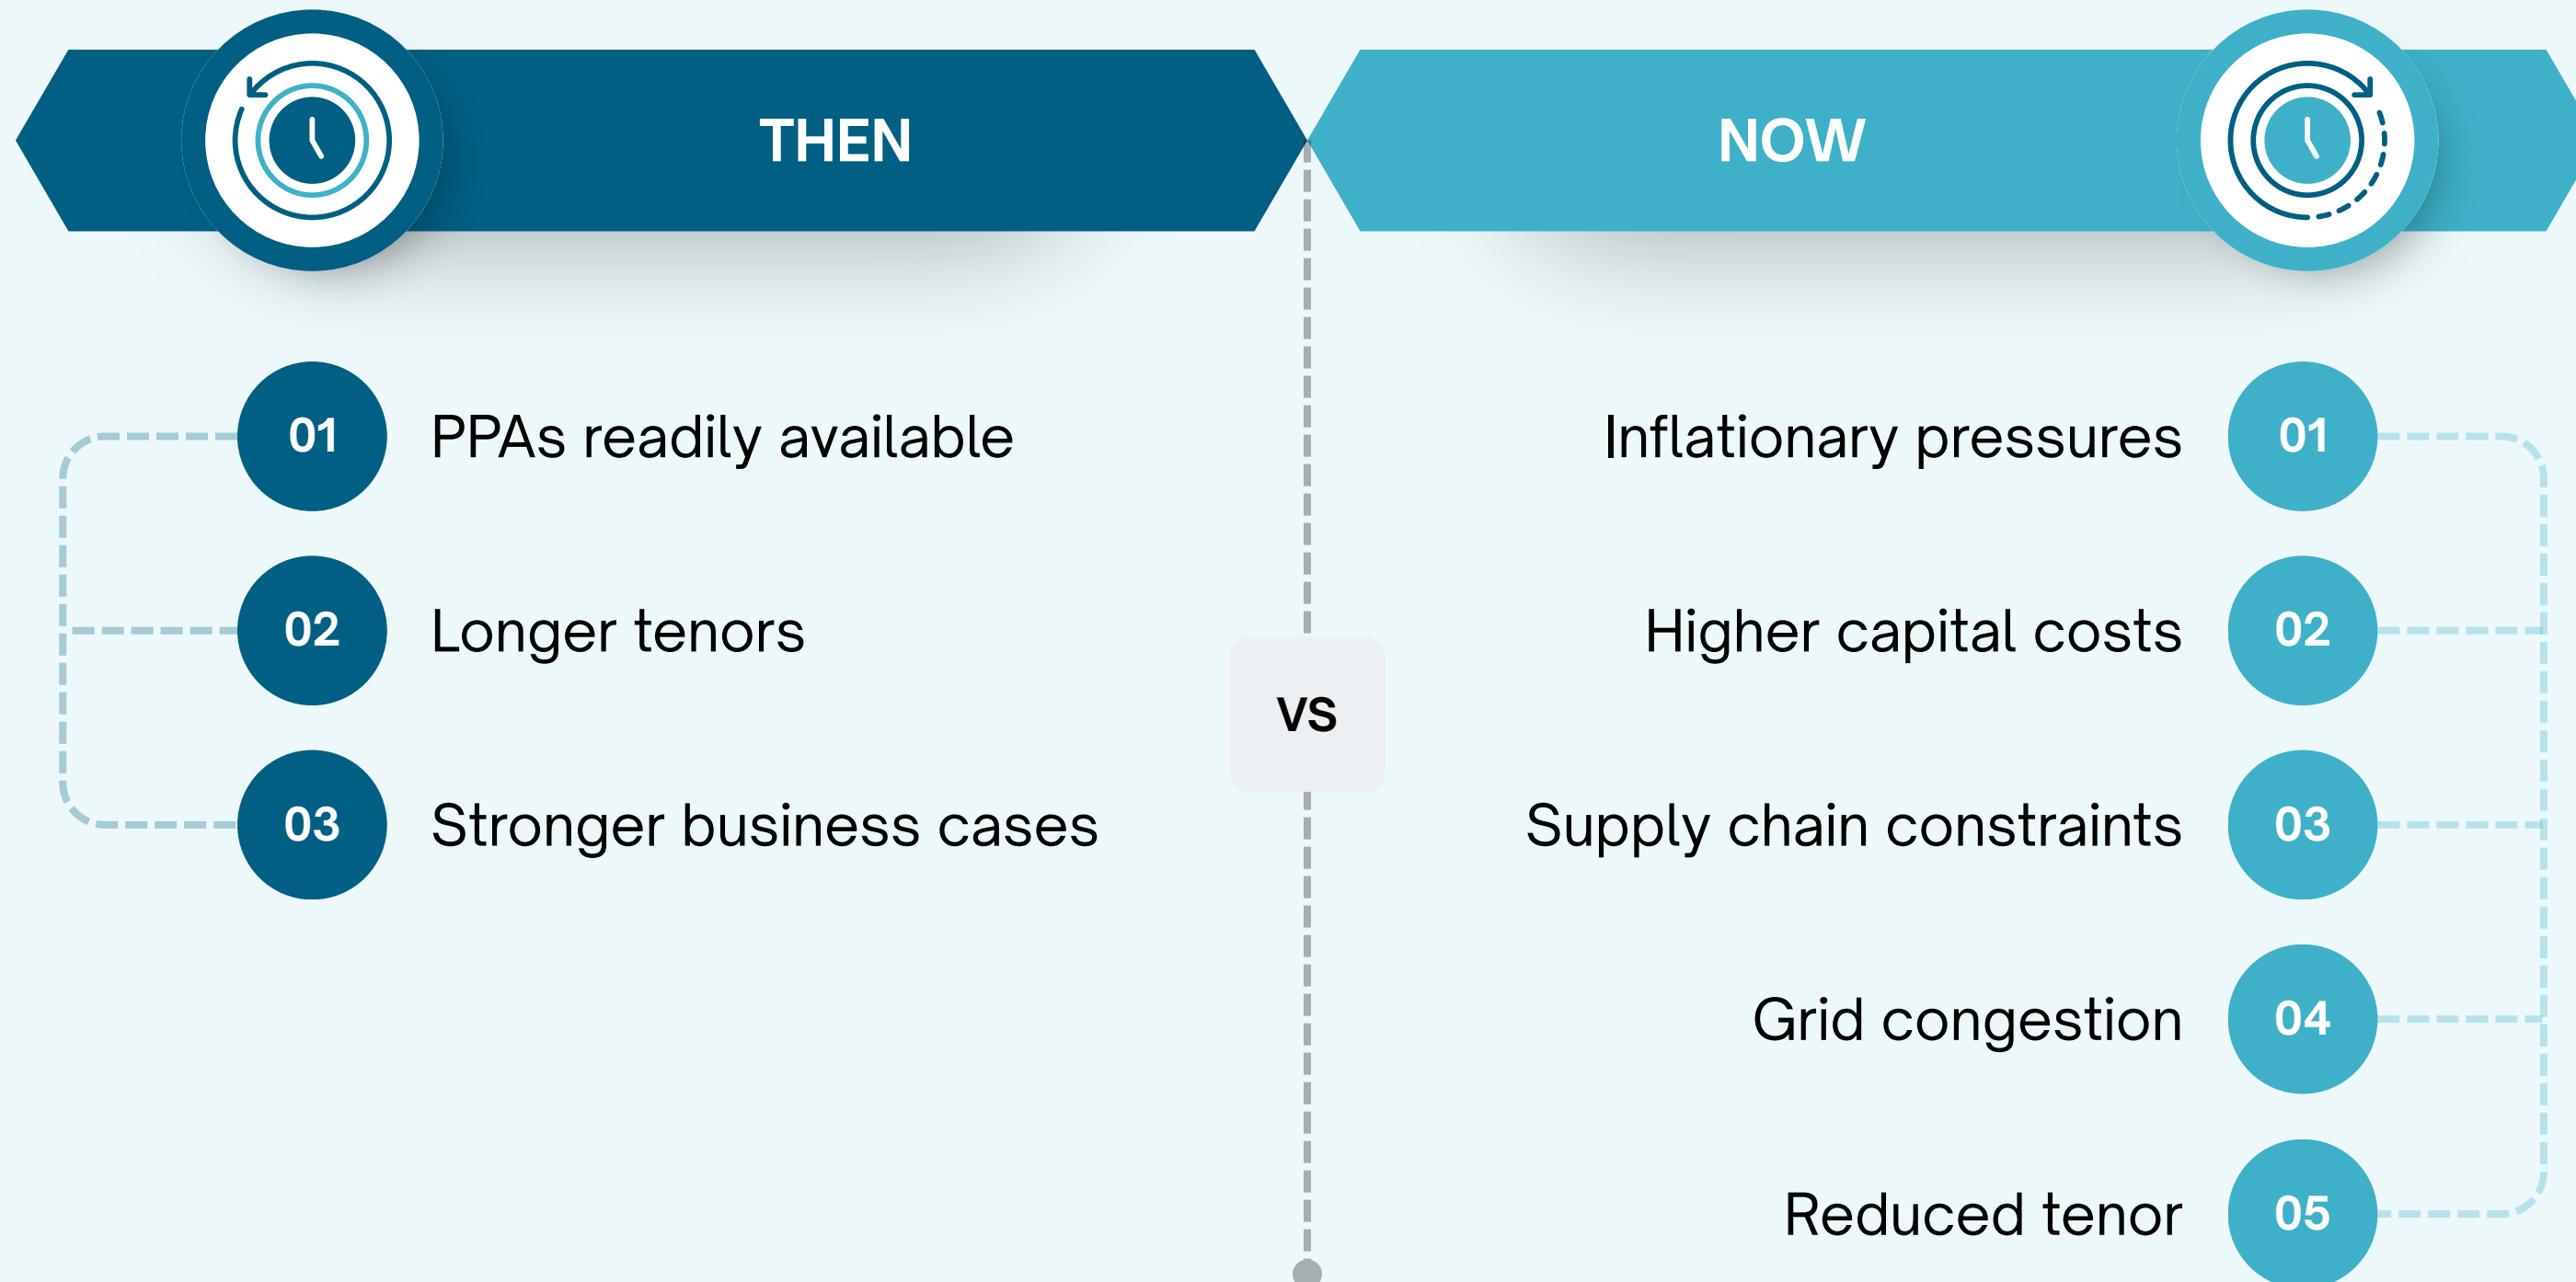 THEN
01 PPAs readily available
02 Longer tenors
03 Stronger business cases
VS
NOW
Inflationary pressures 01
Higher capital costs 02
Supply chain constraints 03
Grid congestion 04
Reduced tenor 05